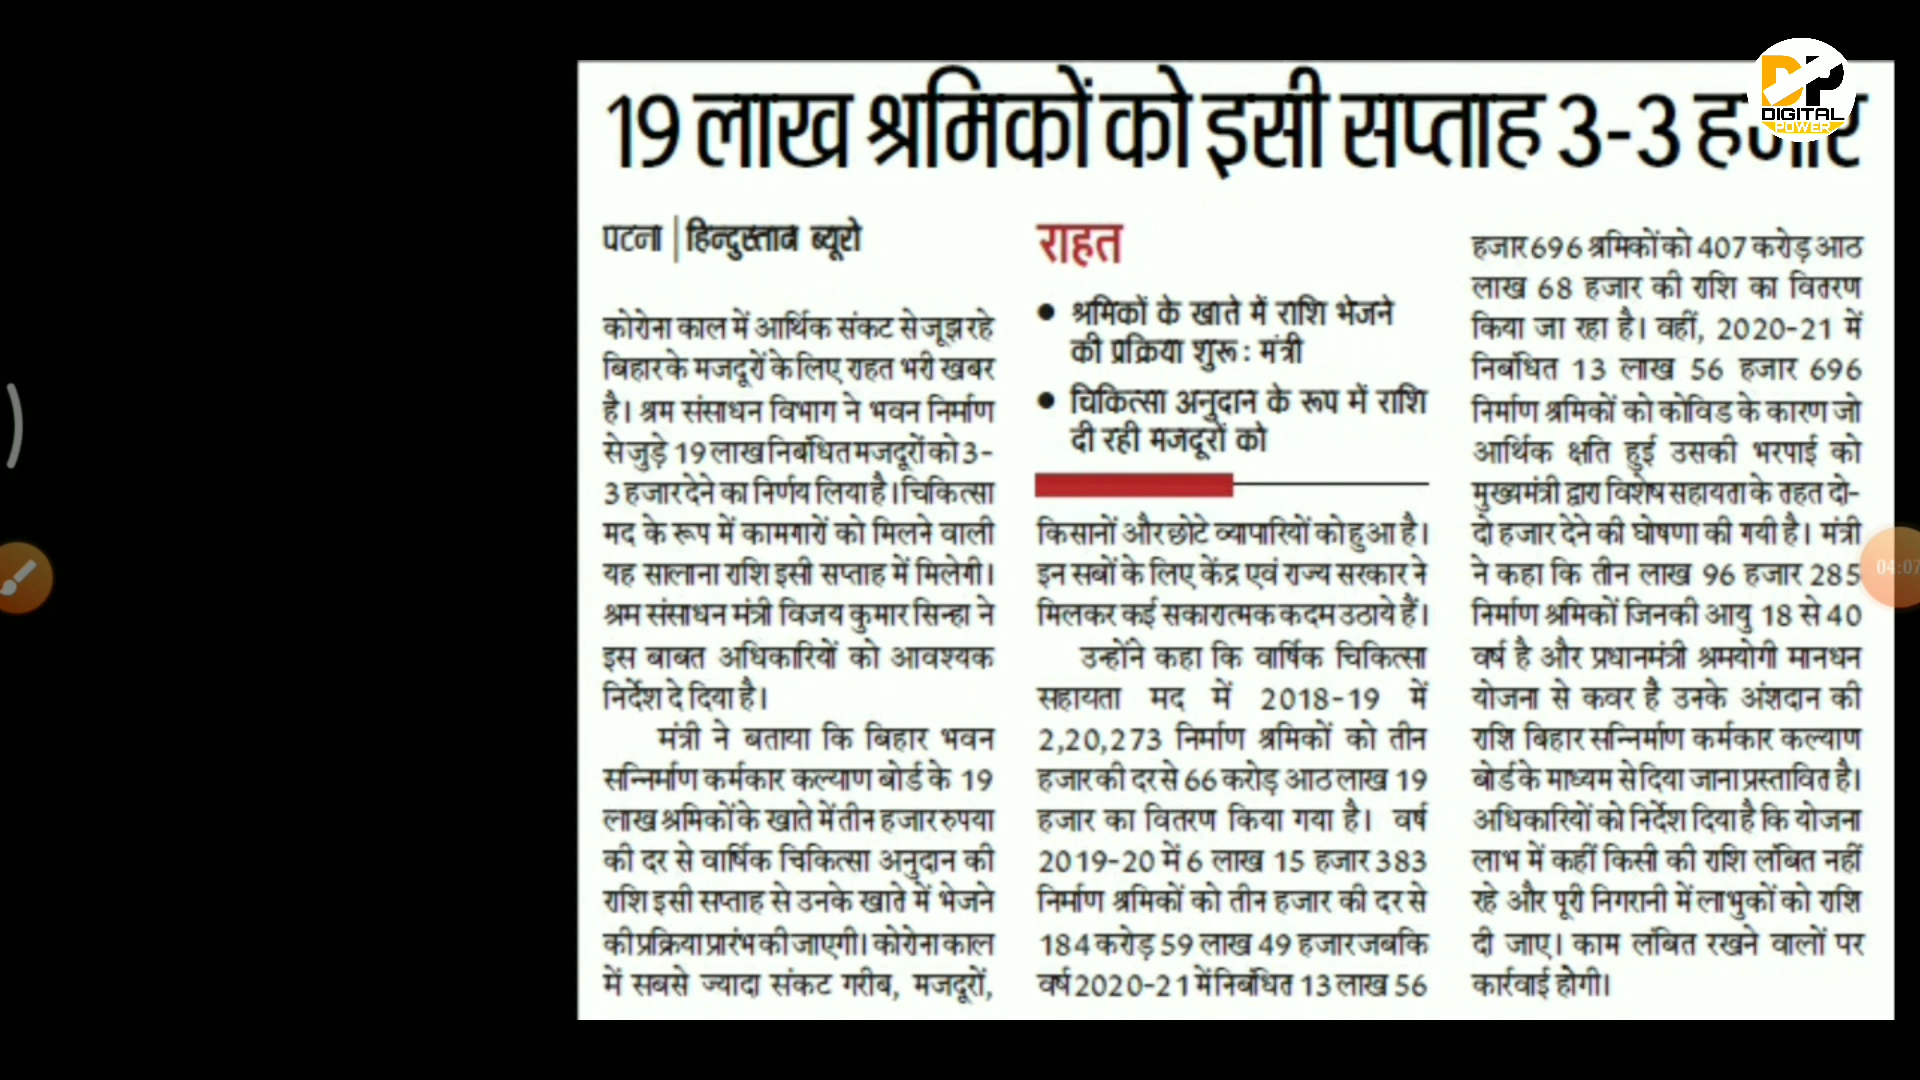 19 लाख श्रमिकों को इसी सप्ताह 3-3 हजार
DIGITAL
POWER
पटना | हिन्दुस्तान ब्यूरो
कोरोना काल में आर्थिक संकट से जूझ रहे
बिहार के मजदूरों के लिए राहत भरी खबर
है। श्रम संसाधन विभाग ने भवन निर्माण
से जुड़े 19 लाख निबंधित मजदूरों को 3-
3 हजार देने का निर्णय लिया है। चिकित्सा
मद के रूप में कामगारों को मिलने वाली
यह सालाना राशि इसी सप्ताह में मिलेगी।
श्रम संसाधन मंत्री विजय कुमार सिन्हा ने
इस बाबत अधिकारियों को आवश्यक
निर्देश दे दिया है।
मंत्री ने बताया कि बिहार भवन
सन्निर्माण कर्मकार कल्याण बोर्ड के 19
लाख श्रमिकों के खाते में तीन हजार रुपया
की दर से वार्षिक चिकित्सा अनुदान की
राशि इसी सप्ताह से उनके खाते में भेजने
की प्रक्रिया प्रारंभ की जाएगी। कोरोना काल
में सबसे ज्यादा संकट गरीब, मजदूरों,
राहत
● श्रमिकों के खाते में राशि भेजने
की प्रक्रिया शुरू : मंत्री
● चिकित्सा अनुदान के रूप में राशि
दी रही मजदूरों को
किसानों और छोटे व्यापारियों को हुआ है।
इन सबों के लिए केंद्र एवं राज्य सरकार ने
मिलकर कई सकारात्मक कदम उठाये हैं।
उन्होंने कहा कि वार्षिक चिकित्सा
सहायता मद में 2018-19 में
2,20,273 निर्माण श्रमिकों को तीन
हजार की दर से 66 करोड़ आठ लाख 19
हजार का वितरण किया गया है। वर्ष
2019-20 में 6 लाख 15 हजार 383
निर्माण श्रमिकों को तीन हजार की दर से
184 करोड़ 59 लाख 49 हजार जबकि
वर्ष 2020-21 में निबंधित 13 लाख 56
हजार 696 श्रमिकों को 407 करोड़ आठ
लाख 68 हजार की राशि का वितरण
किया जा रहा है। वहीं, 2020-21 में
निबंधित 13 लाख 56 हजार 696
निर्माण श्रमिकों को कोविड के कारण जो
आर्थिक क्षति हुई उसकी भरपाई को
मुख्यमंत्री द्वारा विशेष सहायता के तहत दो-
दो हजार देने की घोषणा की गयी है। मंत्री
ने कहा कि तीन लाख 96 हजार 285
निर्माण श्रमिकों जिनकी आयु 18 से 40
वर्ष है और प्रधानमंत्री श्रमयोगी मानधन
योजना से कवर है उनके अंशदान की
राशि बिहार सन्निर्माण कर्मकार कल्याण
बोर्ड के माध्यम से दिया जाना प्रस्तावित है।
अधिकारियों को निर्देश दिया है कि योजना
लाभ में कहीं किसी की राशि लंबित नहीं
रहे और पूरी निगरानी में लाभुकों को राशि
दी जाए। काम लंबित रखने वालों पर
कार्रवाई होगी।
04:07